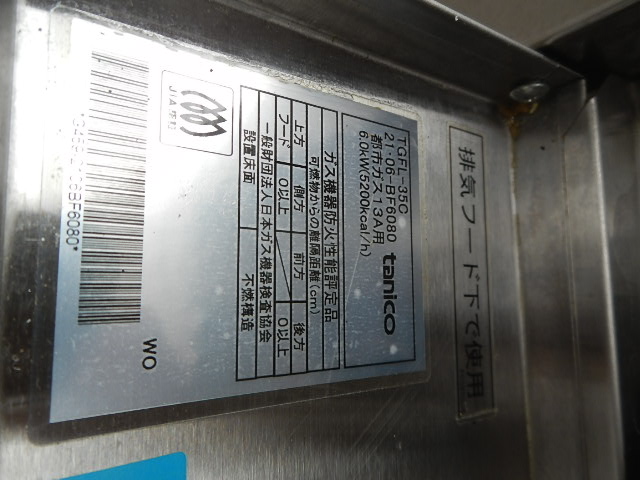 排気フード下で使用
TGFL-35C
21·06-BF6080 tanico
都市ガス13A用
6.0kW(5200kcal/h)
ガス機器防火性能評定品
可燃物からの離隔距離(cm)
上方 側方 前方 後方
フード 0以上 0以上
一般財団法人日本ガス機器検査協会
設置床面 不燃構造
WO